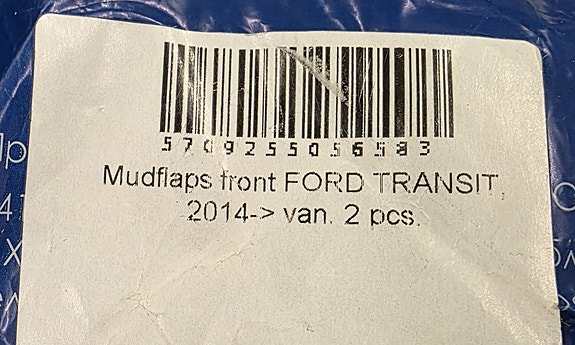 5709255056583
Mudflaps front FORD TRANSIT,
2014-> van. 2 pcs.